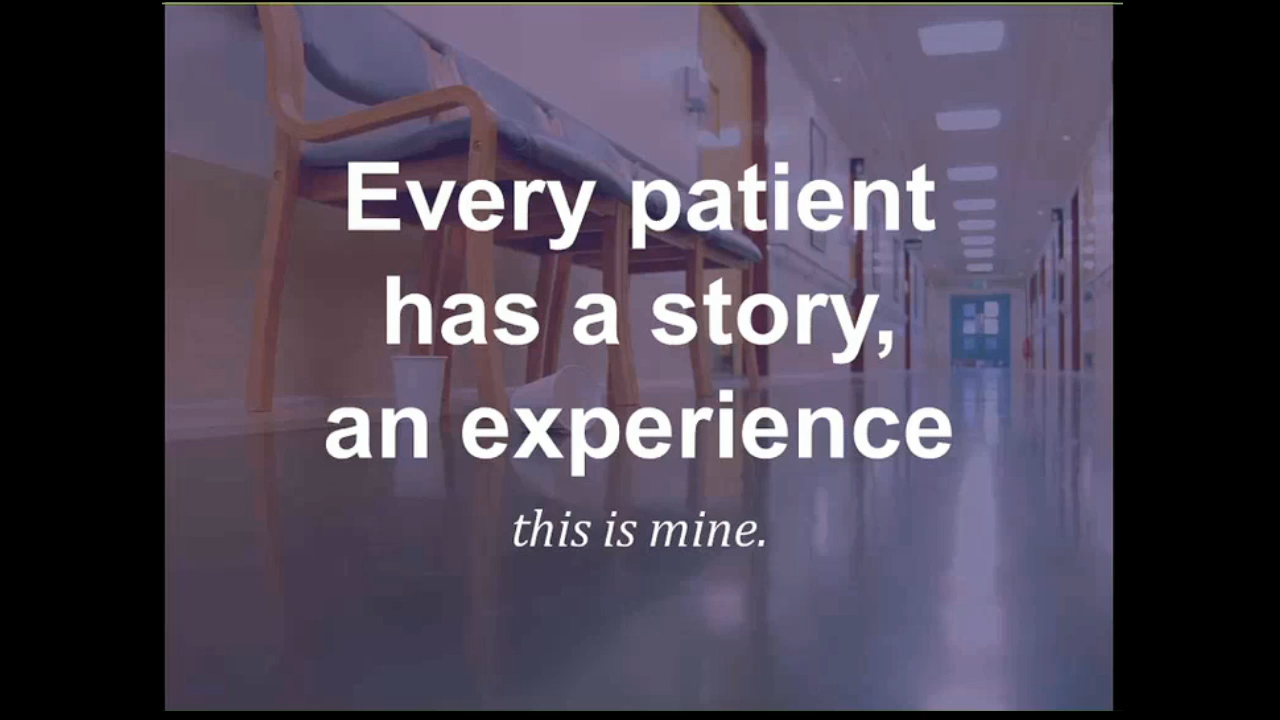 Every patient
has a story,
an experience
this is mine.